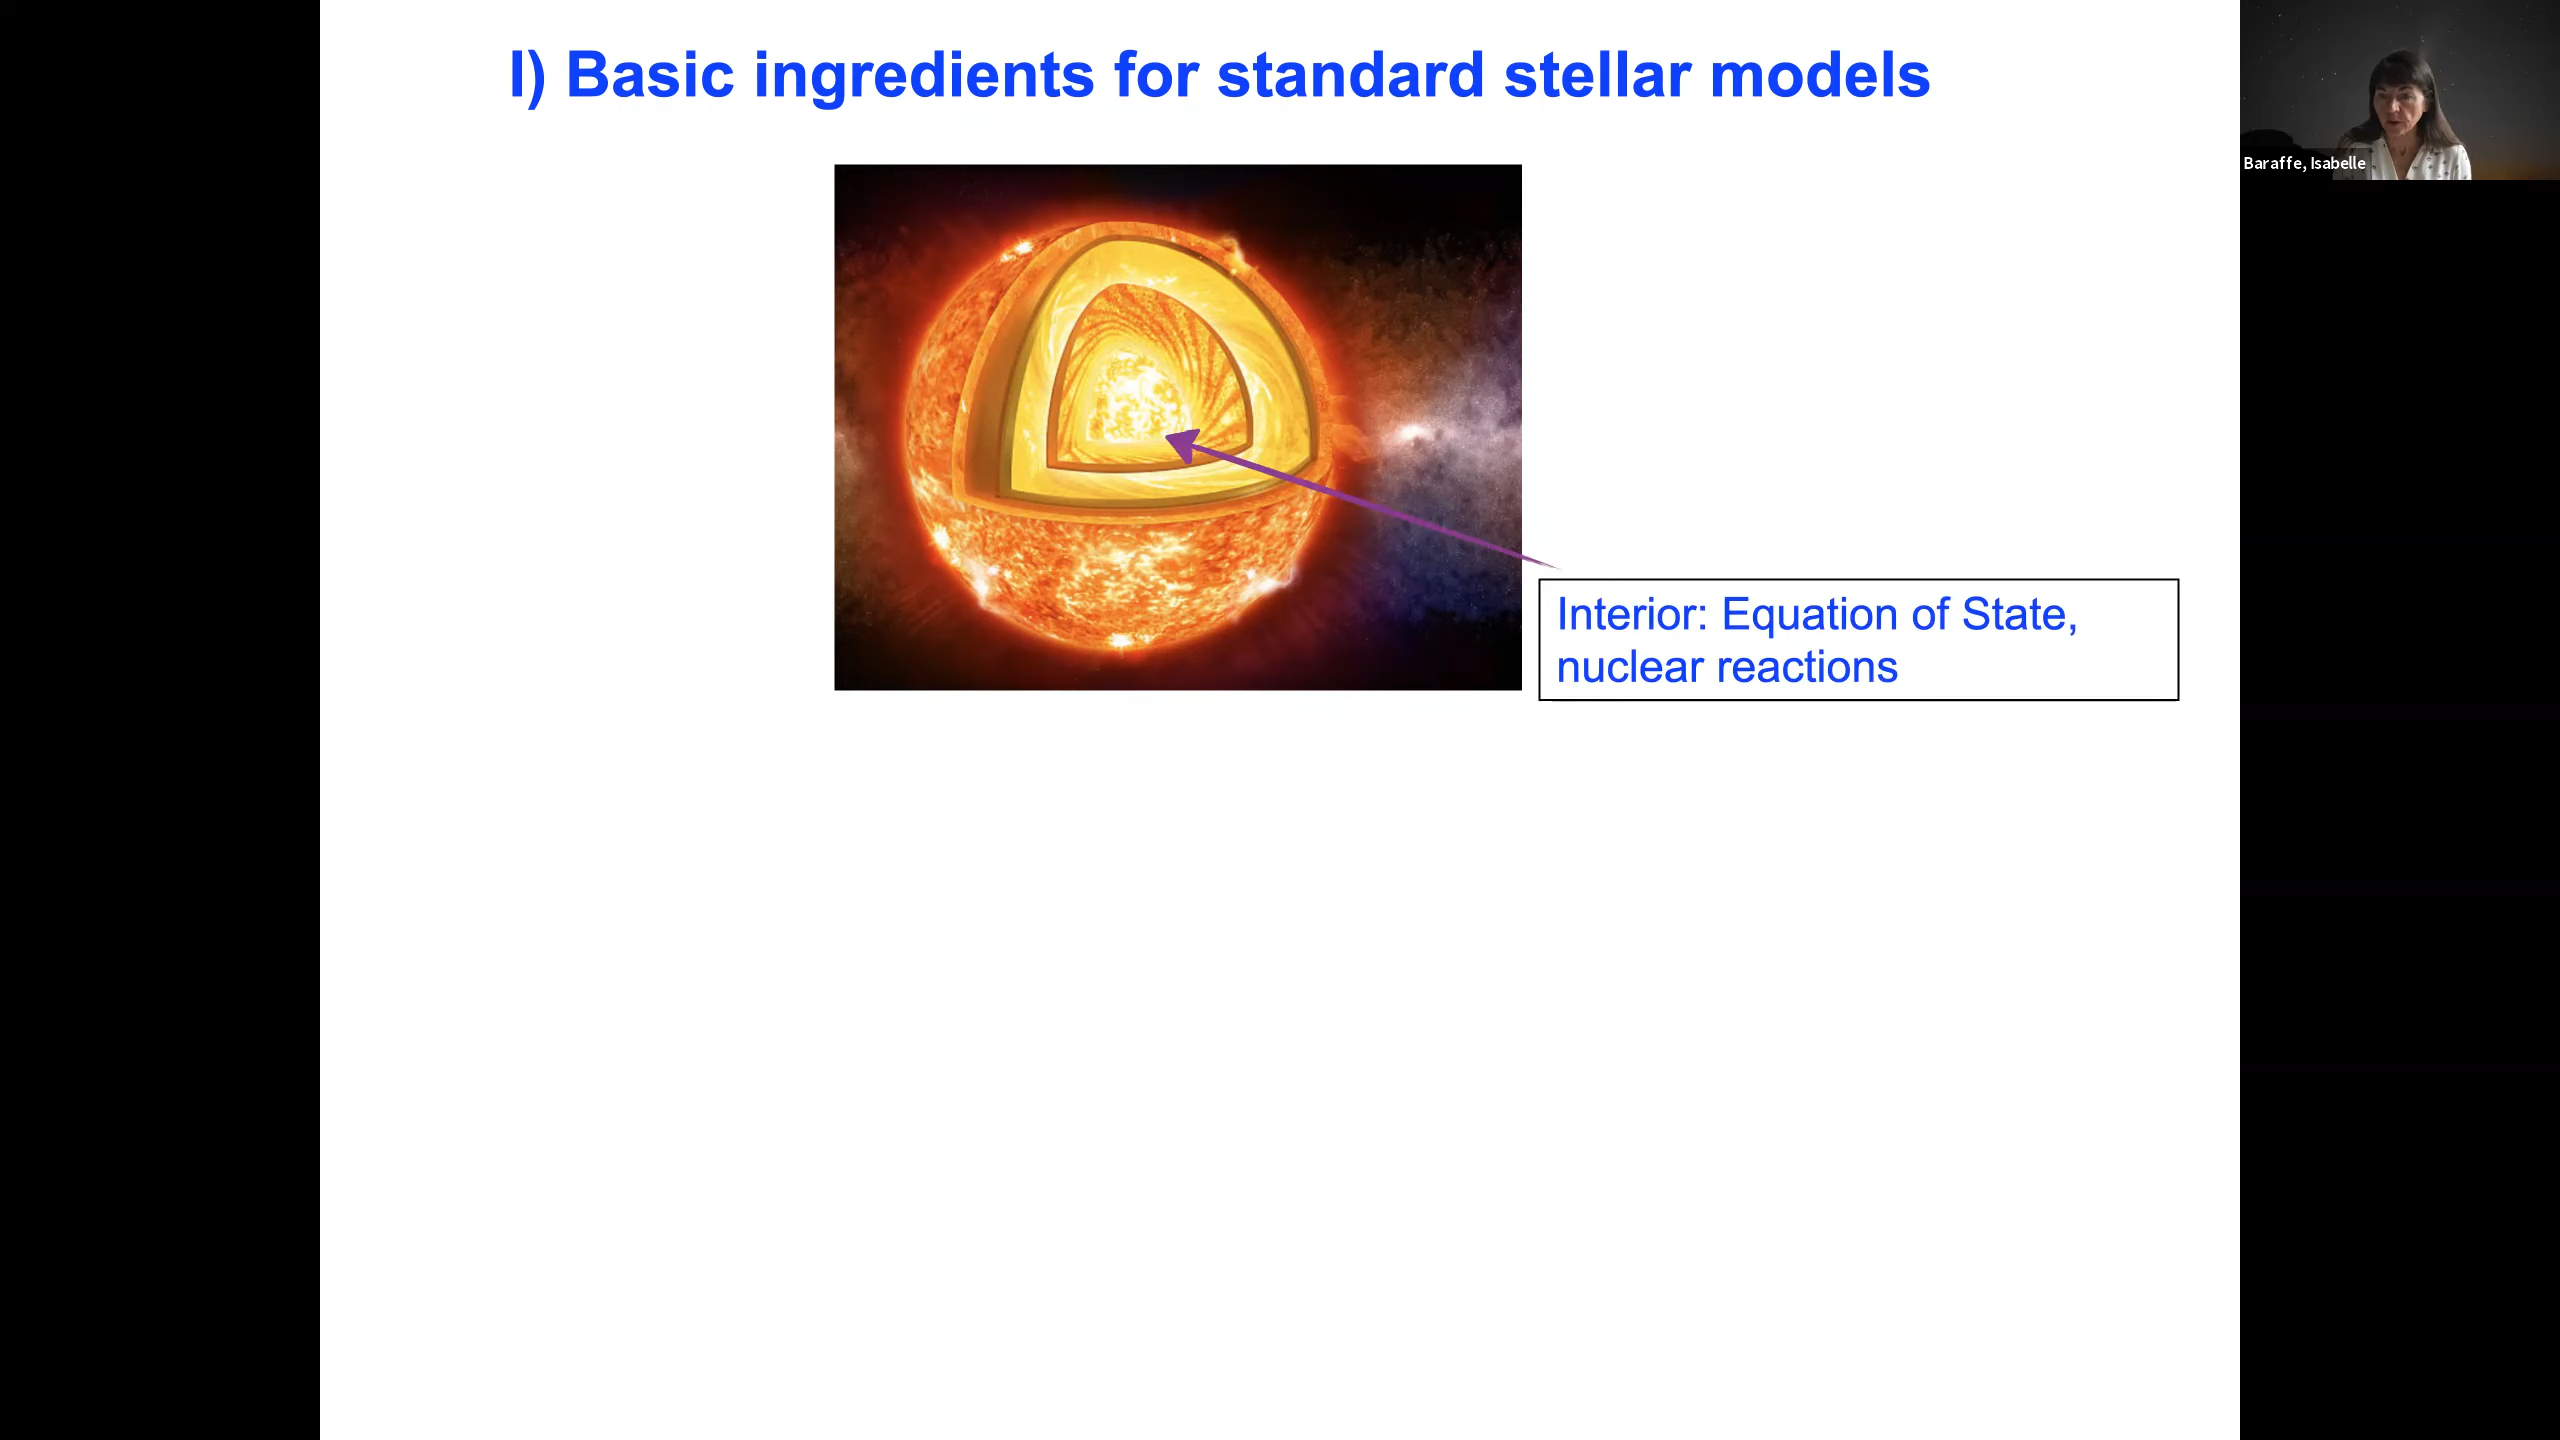 I) Basic ingredients for standard stellar models
Baraffe, Isabelle
Interior: Equation of State,
nuclear reactions